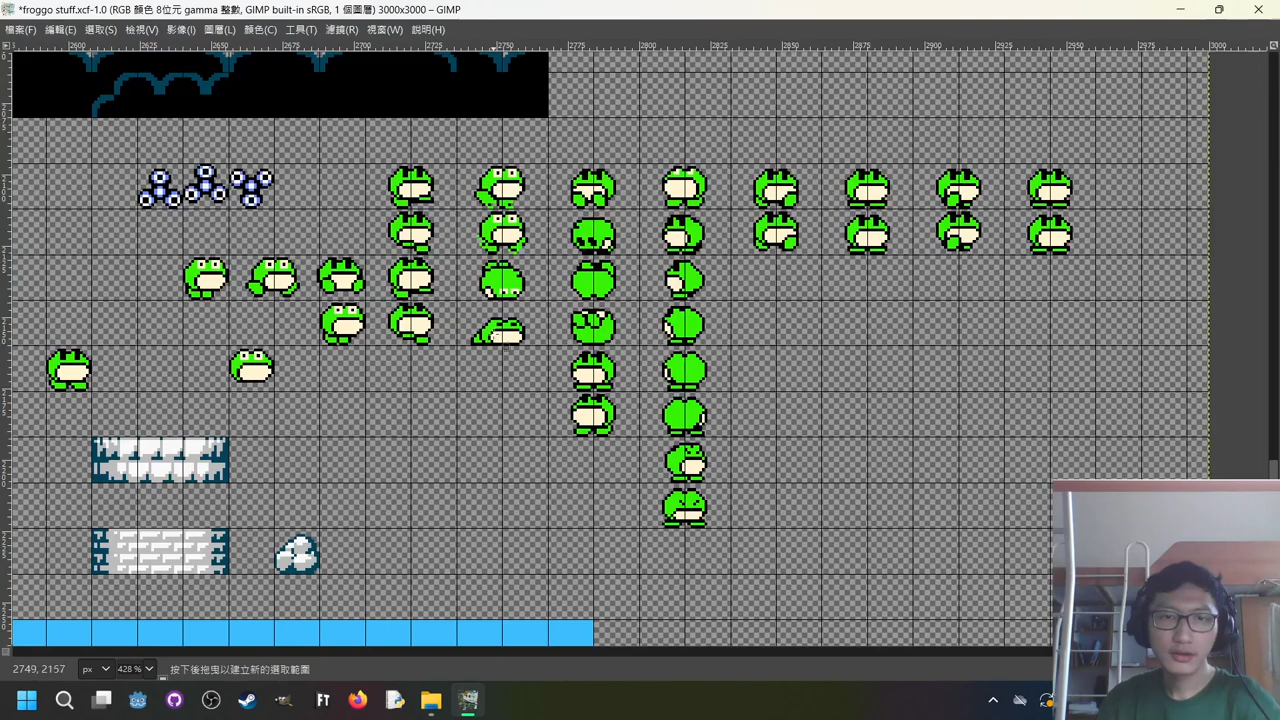 *froggo stuff.xcf-1.0 (RGB 顏色 8位元 gamma 整數, GIMP built-in sRGB, 1 個圖層) 3000x3000 – GIMP
檔案(F) 編輯(E) 選取(S) 檢視(V) 影像(I) 圖層(L) 顏色(C) 工具(T) 濾鏡(R) 視窗(W) 說明(H)
2600 2625 2650 2675 2700 2725 2750 2775 2800 2825 2850 2875 2900 2925 2950 2975 3000
2749, 2157 px 428 % 按下後拖曳以建立新的選取範圍
FT